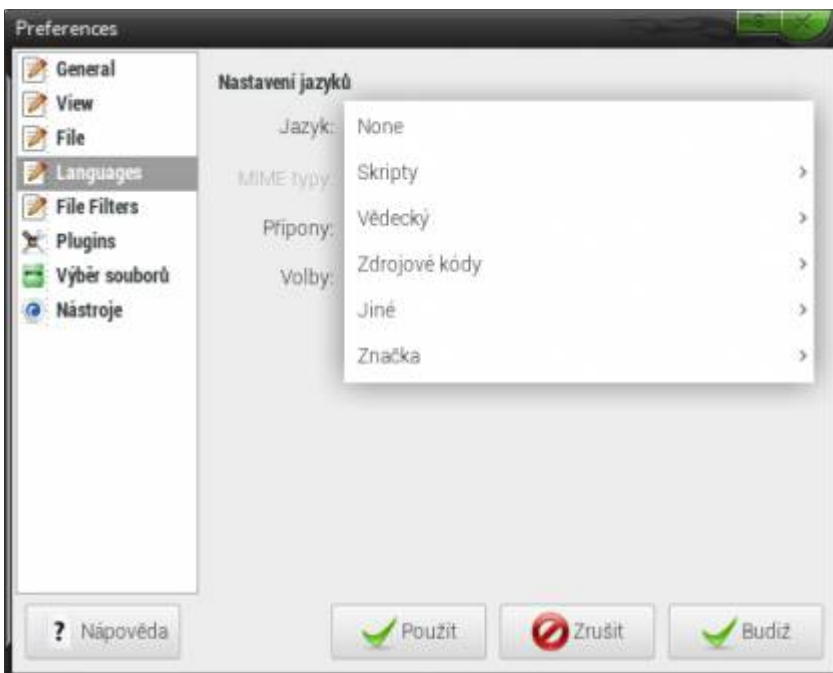 Preferences
General
View
File
Languages
File Filters
Plugins
Výběr souborů
Nástroje
Nastavení jazyků
Jazyk:
None
MIME typy:
Skripty
Přípony:
Vědecký
Volby:
Zdrojové kódy
Jiné
Značka
? Nápověda
Použít
Zrušit
Budiž